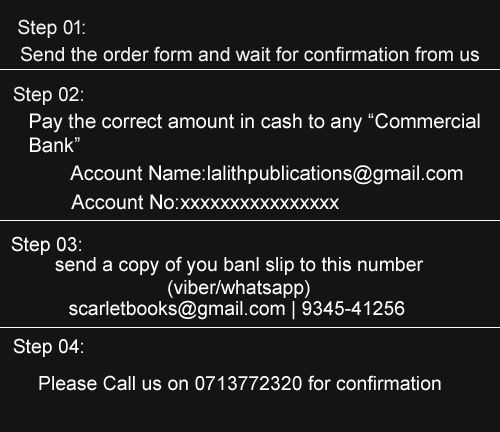 Step 01:
Send the order form and wait for confirmation from us
Step 02:
Pay the correct amount in cash to any “Commercial
Bank”
Account Name:lalithpublications@gmail.com
Account No:xxxxxxxxxxxxxxxx
Step 03:
send a copy of you banl slip to this number
(viber/whatsapp)
scarletbooks@gmail.com | 9345-41256
Step 04:
Please Call us on 0713772320 for confirmation